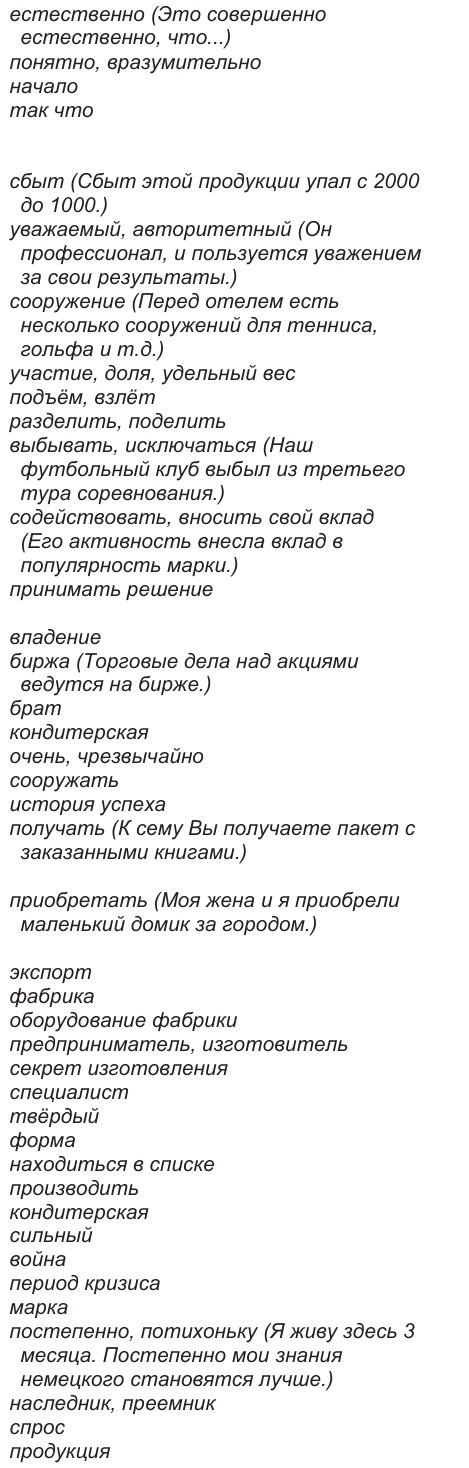 естественно (Это совершенно
естественно, что...)
понятно, вразумительно
начало
так что
сбыт (Сбыт этой продукции упал с 2000
до 1000.)
уважаемый, авторитетный (Он
профессионал, и пользуется уважением
за свои результаты.)
сооружение (Перед отелем есть
несколько сооружений для тенниса,
гольфа и т.д.)
участие, доля, удельный вес
подъём, взлёт
разделить, поделить
выбывать, исключаться (Наш
футбольный клуб выбыл из третьего
тура соревнования.)
содействовать, вносить свой вклад
(Его активность внесла вклад в
популярность марки.)
принимать решение
владение
биржа (Торговые дела над акциями
ведутся на бирже.)
брат
кондитерская
очень, чрезвычайно
сооружать
история успеха
получать (К сему Вы получаете пакет с
заказанными книгами.)
приобретать (Моя жена и я приобрели
маленький домик за городом.)
экспорт
фабрика
оборудование фабрики
предприниматель, изготовитель
секрет изготовления
специалист
твёрдый
форма
находиться в списке
производить
кондитерская
сильный
война
период кризиса
марка
постепенно, потихоньку (Я живу здесь 3
месяца. Постепенно мои знания
немецкого становятся лучше.)
наследник, преемник
спрос
продукция